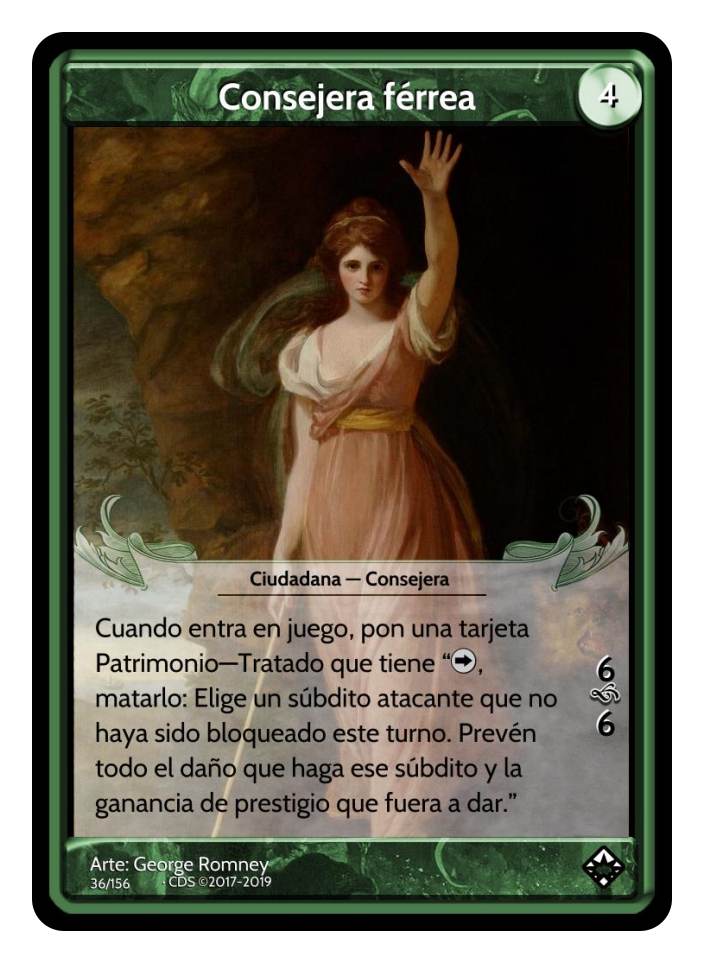 Consejera férrea
4
Ciudadana — Consejera
Cuando entra en juego, pon una tarjeta
Patrimonio—Tratado que tiene “➡,
matarlo: Elige un súbdito atacante que no
haya sido bloqueado este turno. Prevén
todo el daño que haga ese súbdito y la
ganancia de prestigio que fuera a dar.”
6
6
Arte: George Romney
36/156 · CDS ©2017-2019